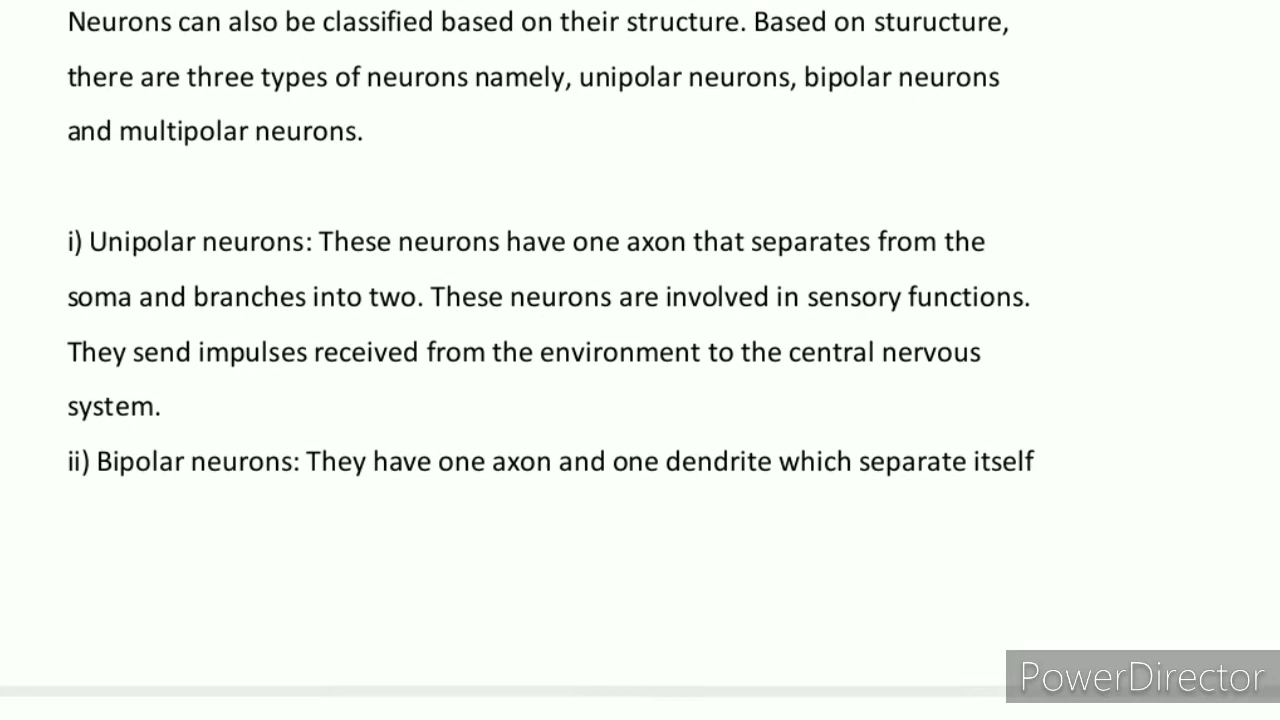 Neurons can also be classified based on their structure. Based on sturucture,
there are three types of neurons namely, unipolar neurons, bipolar neurons
and multipolar neurons.
i) Unipolar neurons: These neurons have one axon that separates from the
soma and branches into two. These neurons are involved in sensory functions.
They send impulses received from the environment to the central nervous
system.
ii) Bipolar neurons: They have one axon and one dendrite which separate itself
PowerDirector